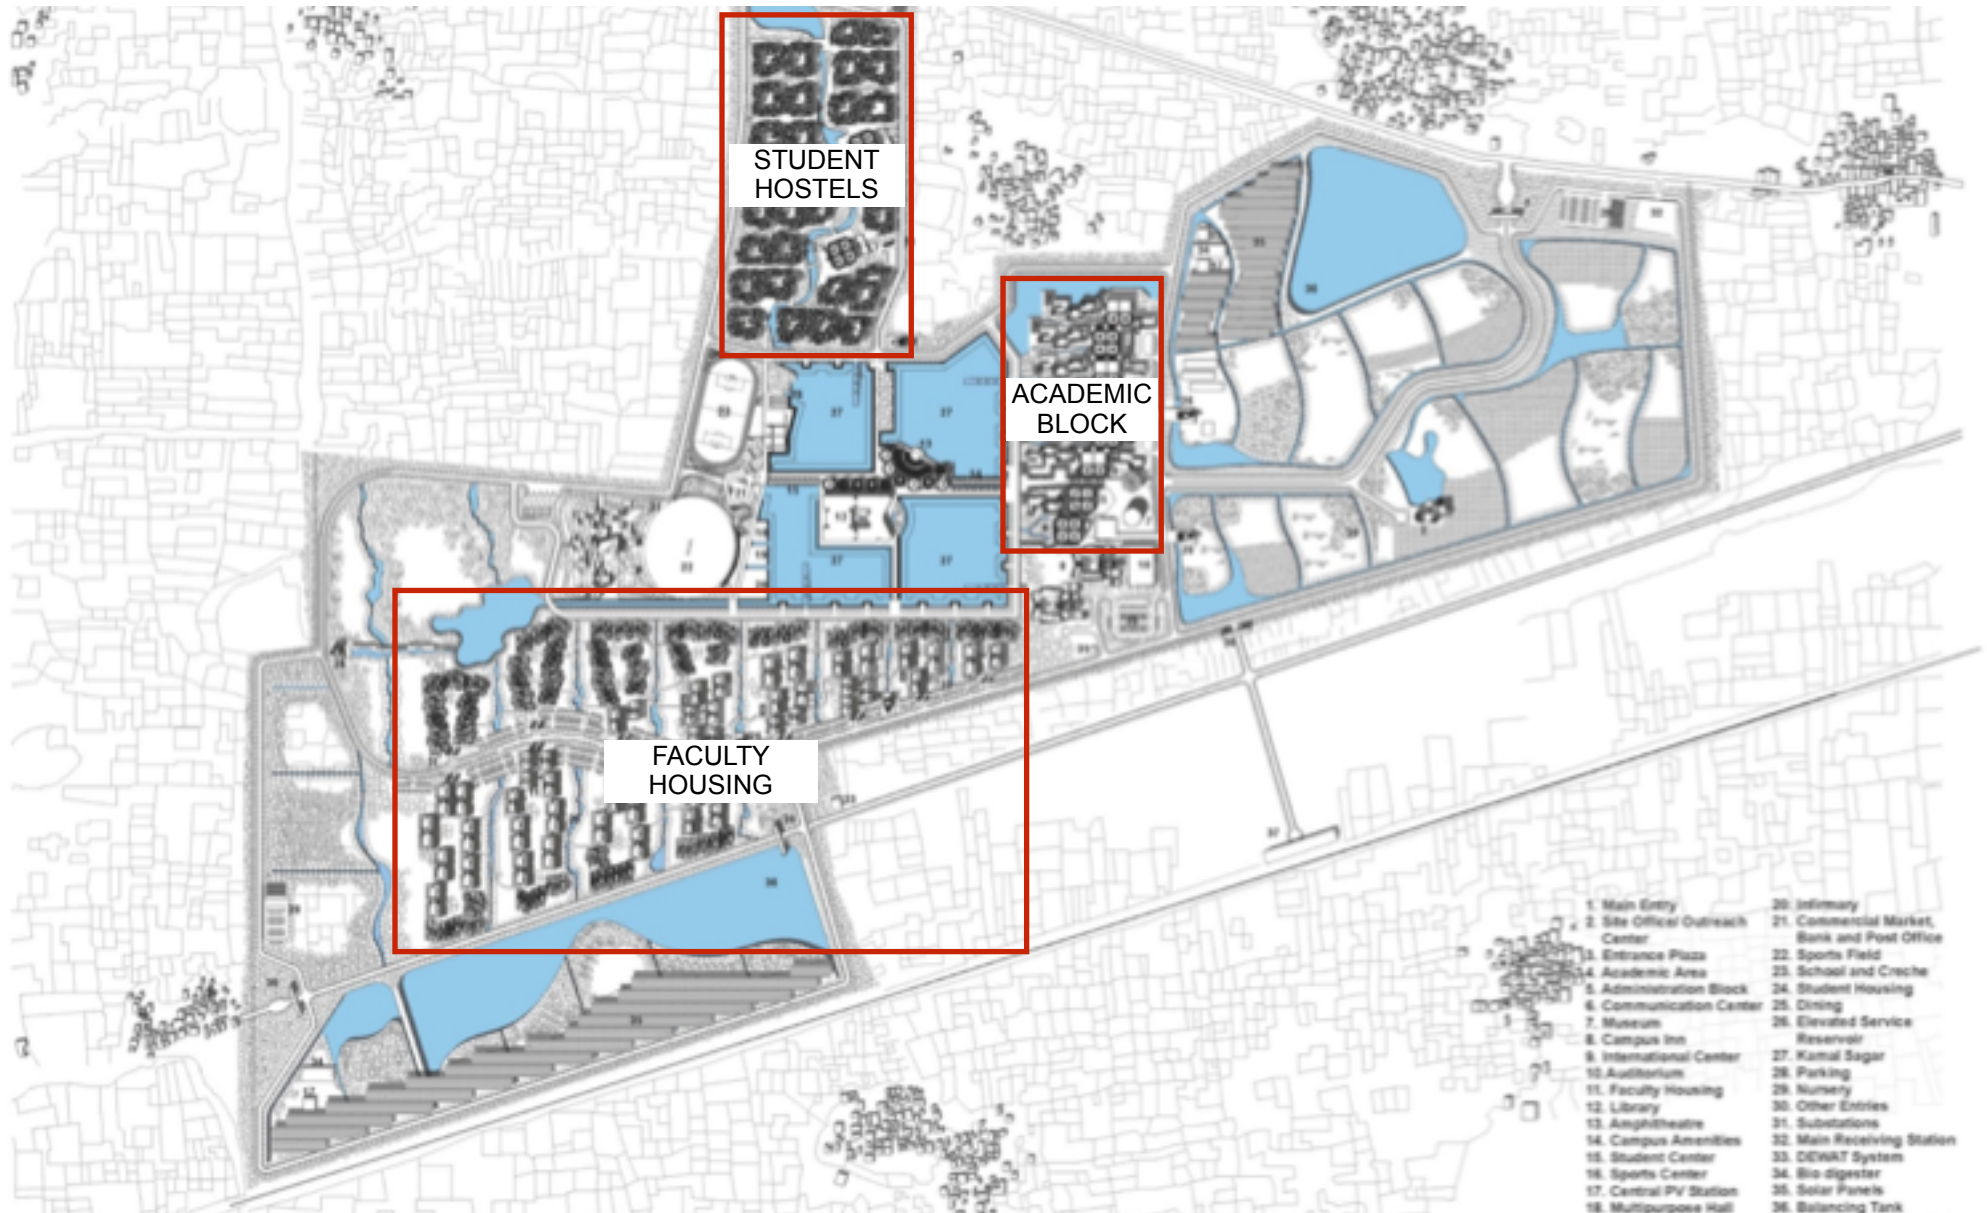 STUDENT
HOSTELS
ACADEMIC
BLOCK
FACULTY
HOUSING
1. Main Entry
2. Site Office/ Outreach
Center
3. Entrance Plaza
4. Academic Area
5. Administration Block
6. Communication Center
7. Museum
8. Campus Inn
9. International Center
10. Auditorium
11. Faculty Housing
12. Library
13. Amphitheatre
14. Campus Amenities
15. Student Center
16. Sports Center
17. Central PV Station
18. Multipurpose Hall
20. Infirmary
21. Commercial Market,
Bank and Post Office
22. Sports Field
23. School and Creche
24. Student Housing
25. Dining
26. Elevated Service
Reservoir
27. Kamal Sagar
28. Parking
29. Nursery
30. Other Entries
31. Substations
32. Main Receiving Station
33. DEWAT System
34. Bio digester
35. Solar Panels
36. Balancing Tank